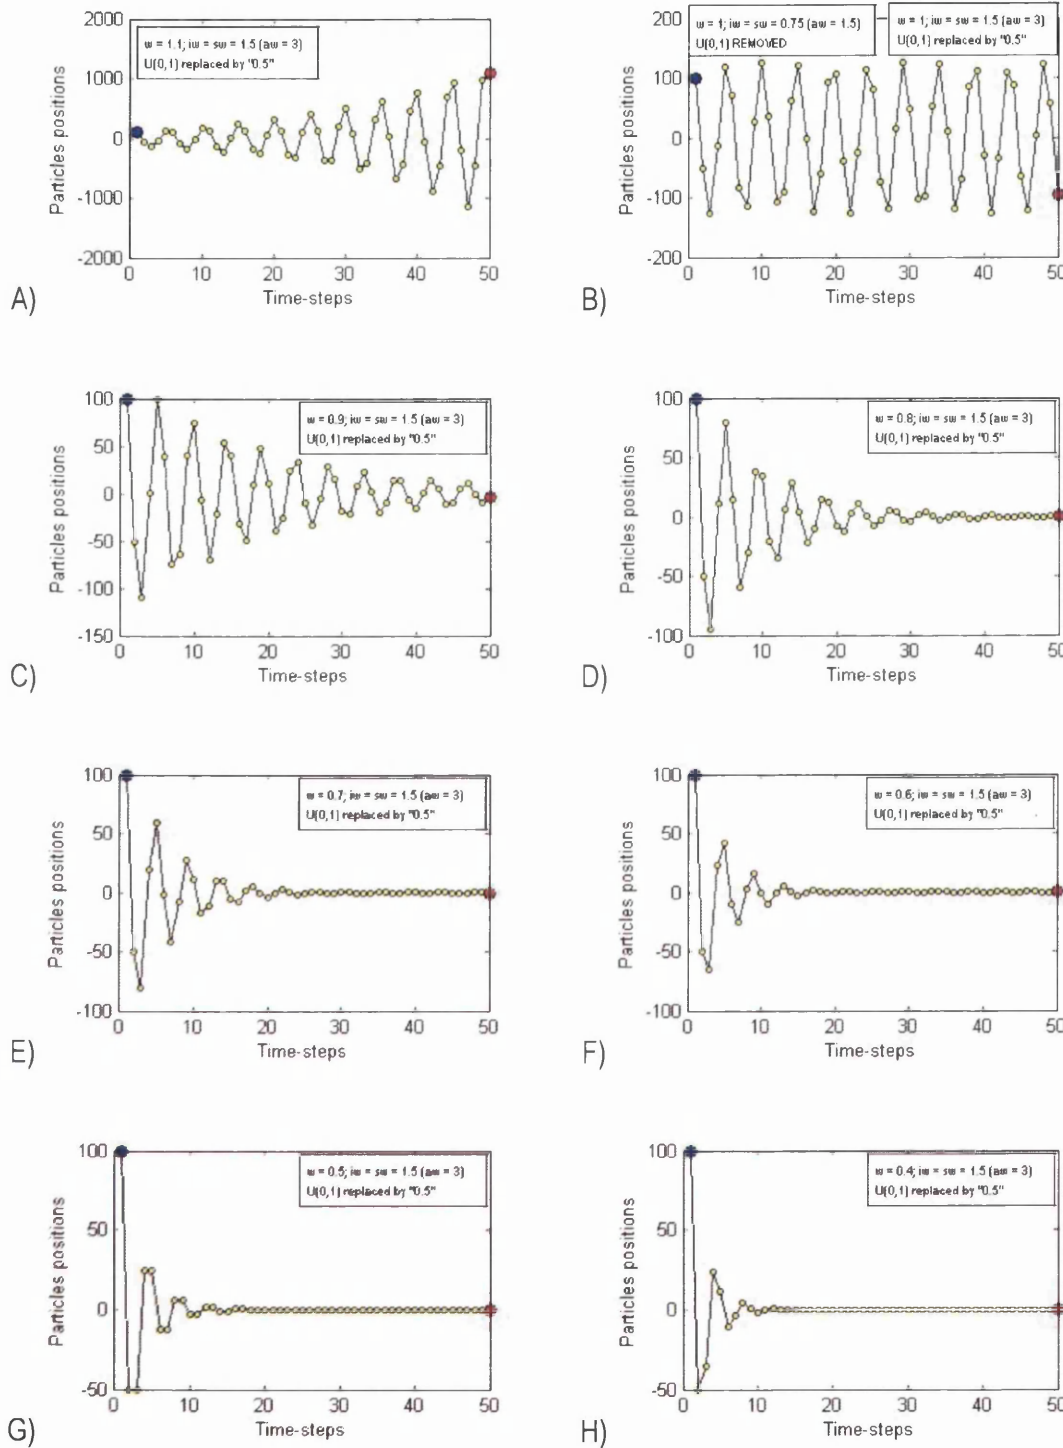 2000
1000
0
-1000
-2000
Particles positions
w = 1.1; iw = sw = 1.5 (aw = 3)
U(0,1) replaced by "0.5"
0 10 20 30 40 50
Time-steps
A)
200
100
0
-100
-200
Particles positions
w = 1; iw = sw = 0.75 (aw = 1.5)
U(0,1) REMOVED
w = 1; iw = sw = 1.5 (aw = 3)
U(0,1) replaced by "0.5"
0 10 20 30 40 50
Time-steps
B)
100
50
0
-50
-100
-150
Particles positions
w = 0.9; iw = sw = 1.5 (aw = 3)
U(0,1) replaced by "0.5"
0 10 20 30 40 50
Time-steps
C)
100
50
0
-50
-100
Particles positions
w = 0.8; iw = sw = 1.5 (aw = 3)
U(0,1) replaced by "0.5"
0 10 20 30 40 50
Time-steps
D)
100
50
0
-50
-100
Particles positions
w = 0.7; iw = sw = 1.5 (aw = 3)
U(0,1) replaced by "0.5"
0 10 20 30 40 50
Time-steps
E)
100
50
0
-50
-100
Particles positions
w = 0.6; iw = sw = 1.5 (aw = 3)
U(0,1) replaced by "0.5"
0 10 20 30 40 50
Time-steps
F)
100
50
0
-50
Particles positions
w = 0.5; iw = sw = 1.5 (aw = 3)
U(0,1) replaced by "0.5"
0 10 20 30 40 50
Time-steps
G)
100
50
0
-50
Particles positions
w = 0.4; iw = sw = 1.5 (aw = 3)
U(0,1) replaced by "0.5"
0 10 20 30 40 50
Time-steps
H)